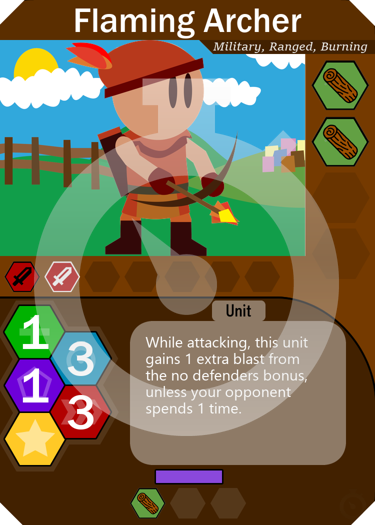 Flaming Archer
Military, Ranged, Burning
Unit
1
3
1
3
While attacking, this unit
gains 1 extra blast from
the no defenders bonus,
unless your opponent
spends 1 time.